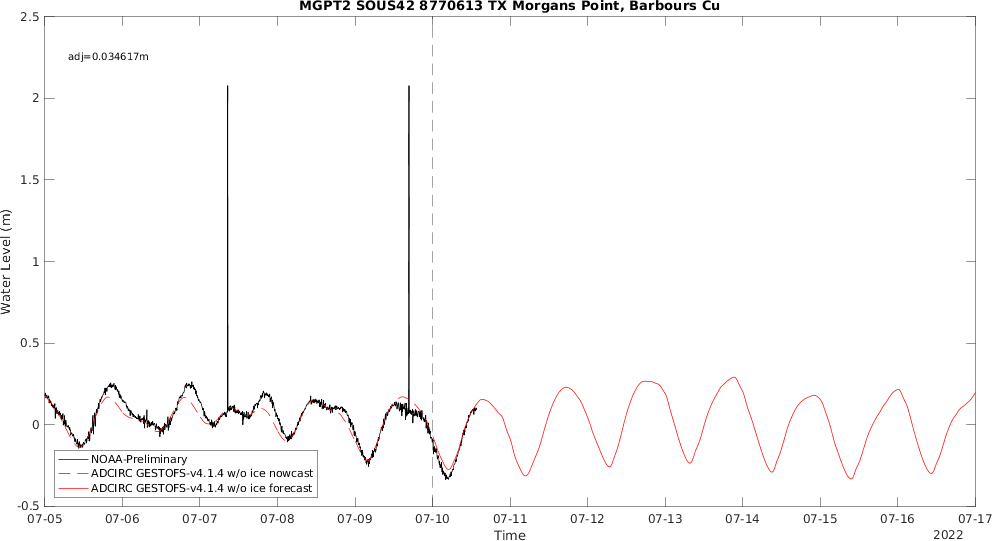 MGPT2 SOUS42 8770613 TX Morgans Point, Barbours Cu
adj=0.034617m
2.5
2
1.5
1
0.5
0
-0.5
Water Level (m)
NOAA-Preliminary
ADCIRC GESTOFS-v4.1.4 w/o ice nowcast
ADCIRC GESTOFS-v4.1.4 w/o ice forecast
07-05 07-06 07-07 07-08 07-09 07-10 07-11 07-12 07-13 07-14 07-15 07-16 07-17
Time
2022